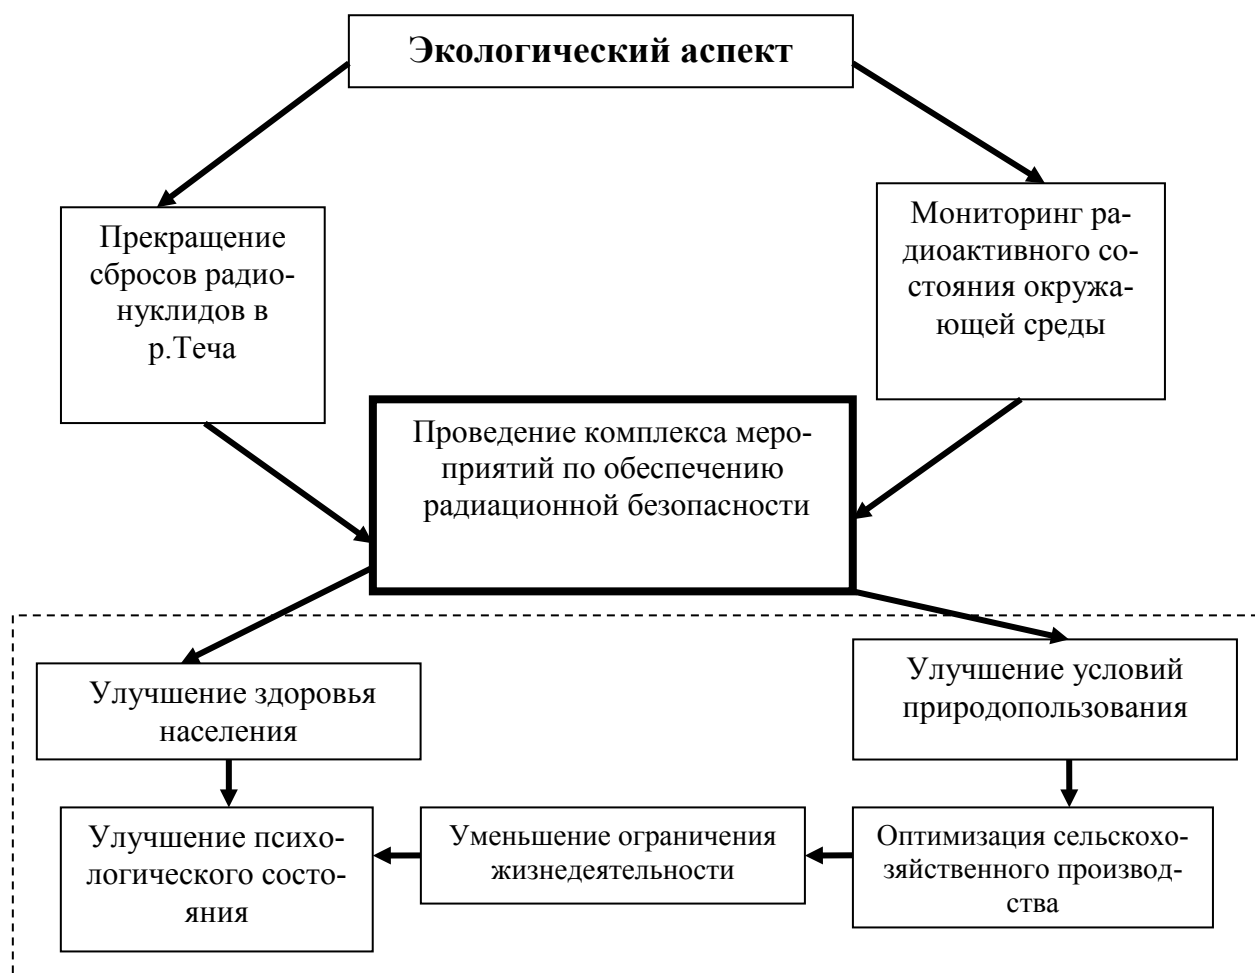 Экологический аспект
Прекращение
сбросов радио-
нуклидов в
р.Теча
Мониторинг ра-
диоактивного со-
стояния окружа-
ющей среды
Проведение комплекса меро-
приятий по обеспечению
радиационной безопасности
Улучшение здоровья
населения
Улучшение условий
природопользования
Улучшение психо-
логического состо-
яния
Уменьшение ограничения
жизнедеятельности
Оптимизация сельскохо-
зяйственного производ-
ства